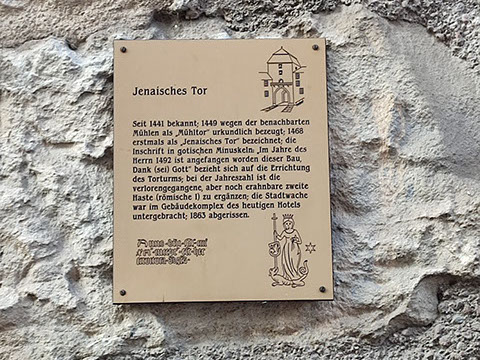 Jenaisches Tor
Seit 1441 bekannt; 1449 wegen der benachbarten
Mühlen als „Mühltor" urkundlich bezeugt; 1468
erstmals als „Jenaisches Tor" bezeichnet; die
Inschrift in gotischen Minuskeln: „Im Jahre des
Herrn 1492 ist angefangen worden dieser Bau,
Dank (sei) Gott" bezieht sich auf die Errichtung
des Torturms; bei der Jahreszahl ist die
verlorengegangene, aber noch erahnbare zweite
Haste (römische I) zu ergänzen; die Stadtwache
war im Gebäudekomplex des heutigen Hotels
untergebracht; 1863 abgerissen.